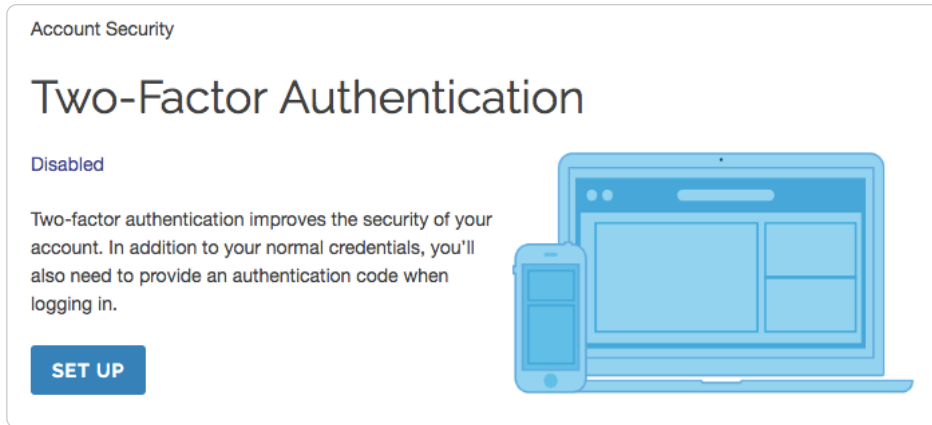 Account Security
Two-Factor Authentication
Disabled
Two-factor authentication improves the security of your
account. In addition to your normal credentials, you'll
also need to provide an authentication code when
logging in.
SET UP